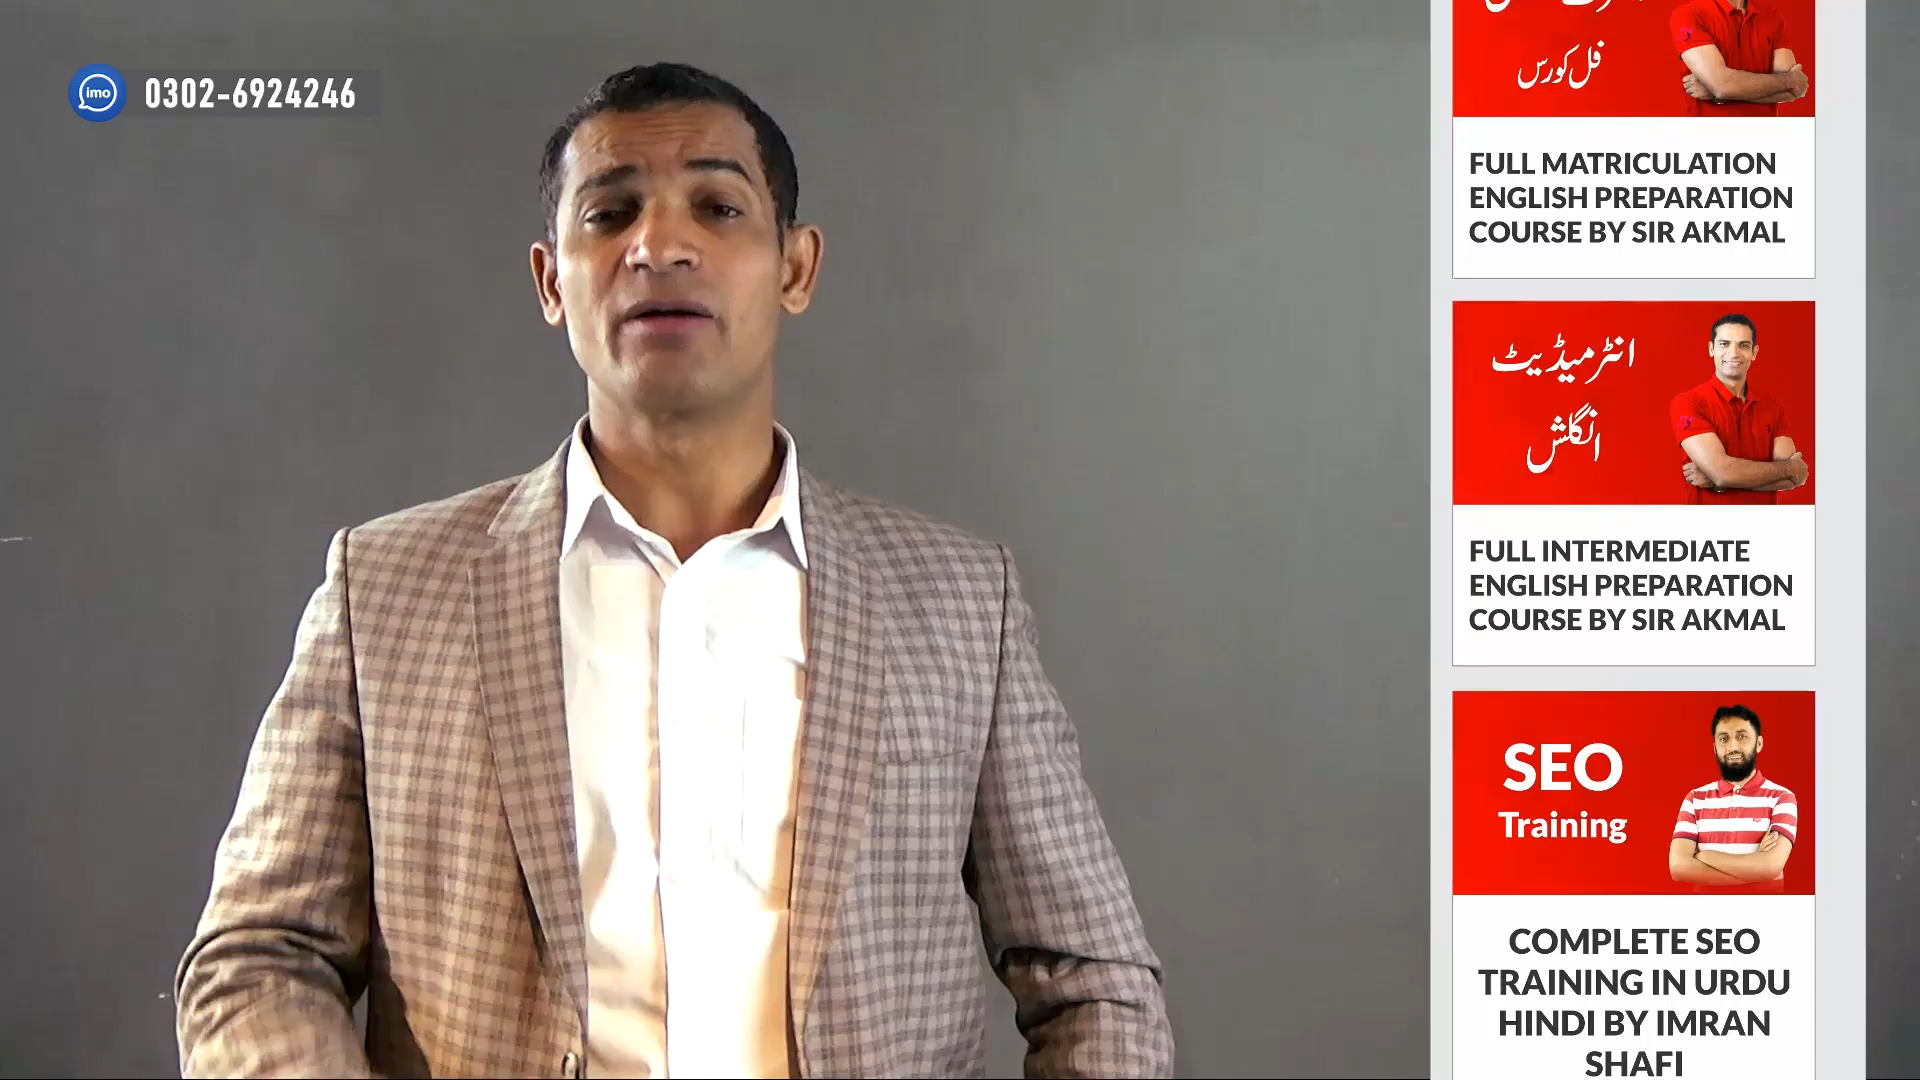 imo
0302-6924246
فل کورس
FULL MATRICULATION
ENGLISH PREPARATION
COURSE BY SIR AKMAL
انٹرمیڈیٹ
انگلش
FULL INTERMEDIATE
ENGLISH PREPARATION
COURSE BY SIR AKMAL
SEO
Training
COMPLETE SEO
TRAINING IN URDU
HINDI BY IMRAN
SHAFI